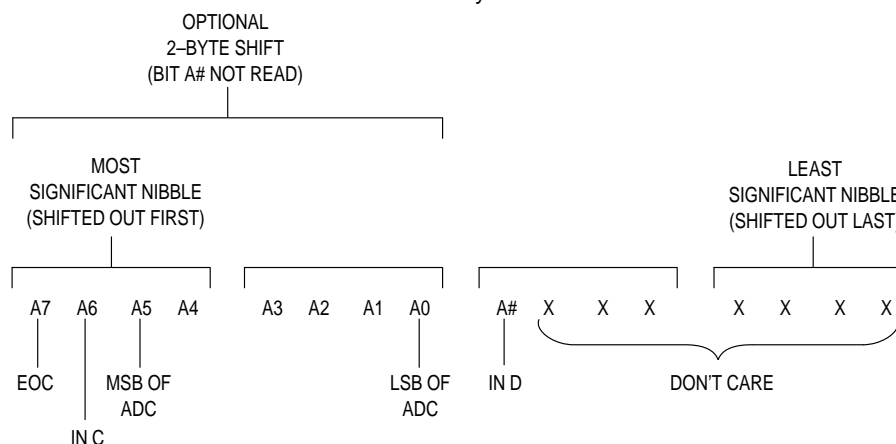 OPTIONAL
2–BYTE SHIFT
(BIT A# NOT READ)
MOST
SIGNIFICANT NIBBLE
(SHIFTED OUT FIRST)
LEAST
SIGNIFICANT NIBBLE
(SHIFTED OUT LAST)
A7 A6 A5 A4 A3 A2 A1 A0 A# X X X X X X X
EOC MSB OF LSB OF IN D DON'T CARE
ADC ADC
IN C